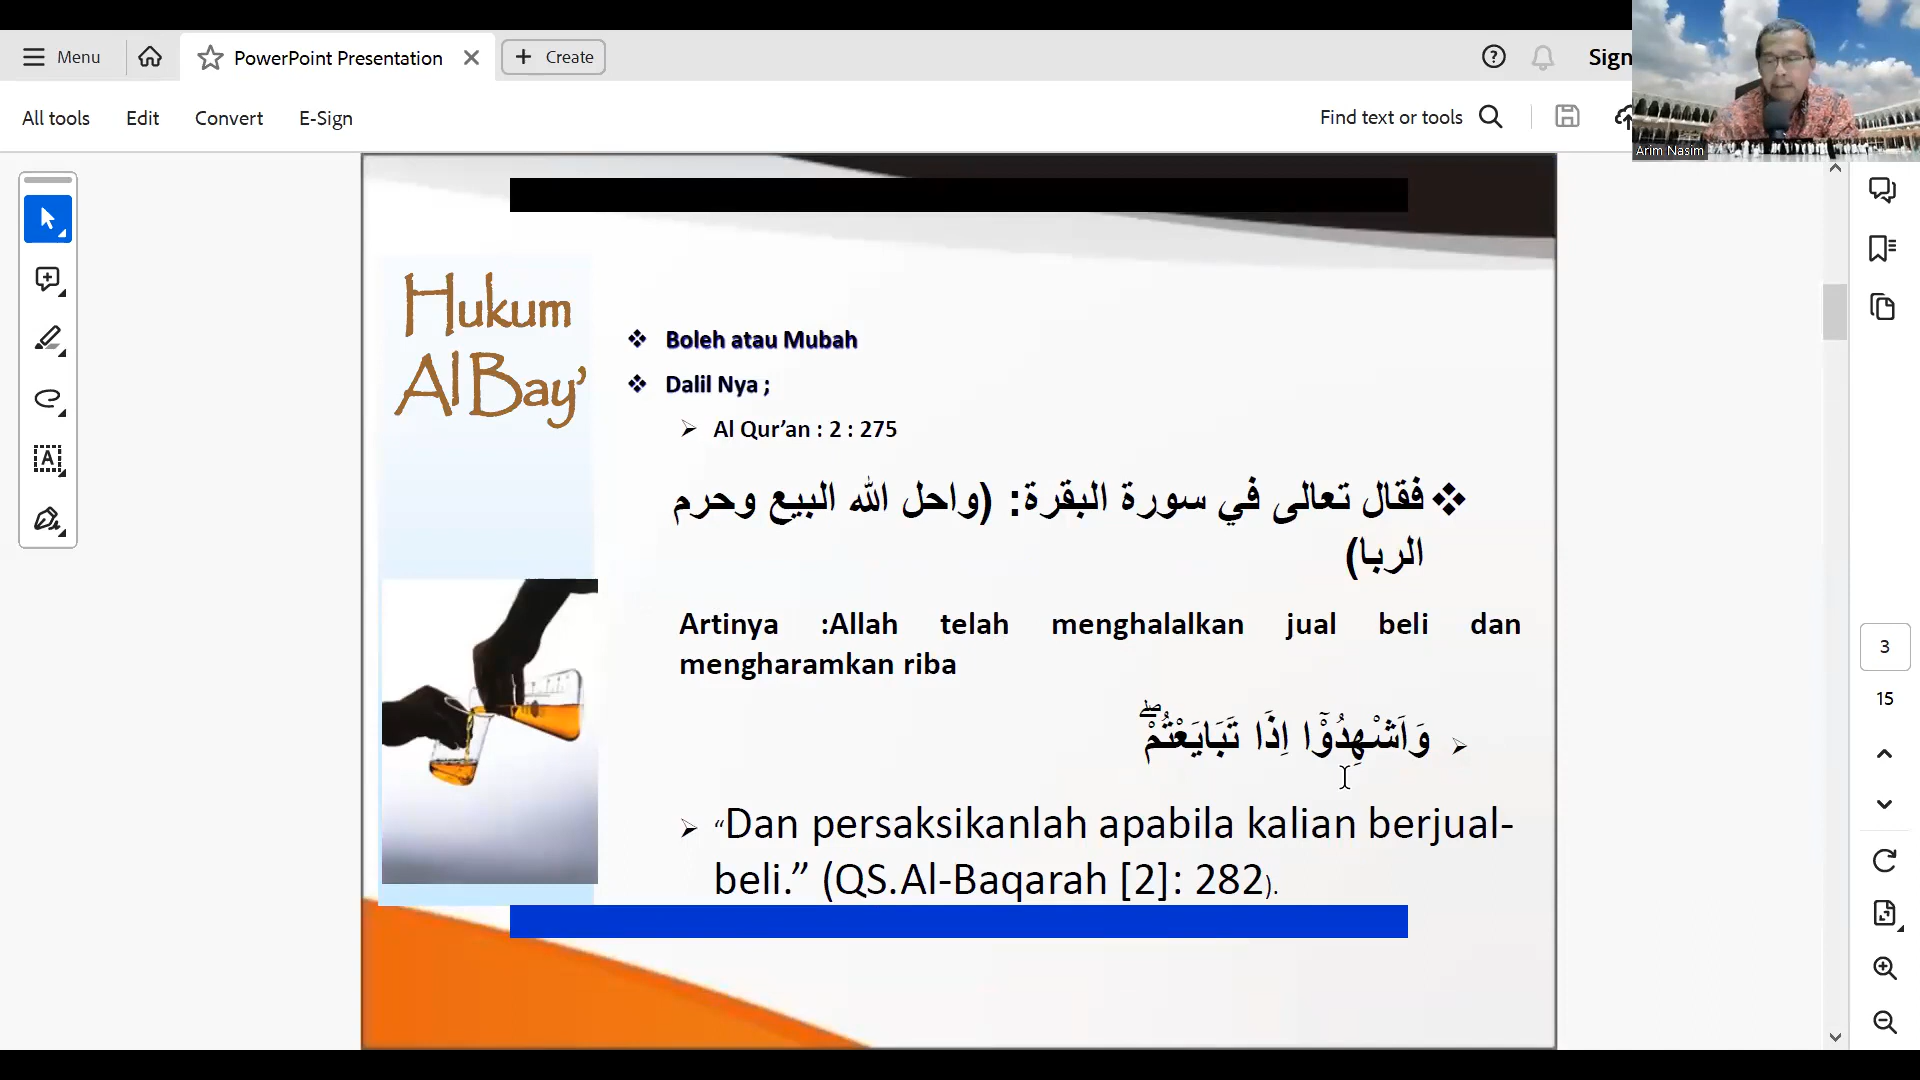 Menu
PowerPoint Presentation
Create
Sign
All tools
Edit
Convert
E-Sign
Find text or tools
Arim Nasim
Hukum
Al Bay’
Boleh atau Mubah
Dalil Nya ;
Al Qur’an : 2 : 275
فقال تعالى في سورة البقرة: (واحل الله البيع وحرم
الربا)
Artinya :Allah telah menghalalkan jual beli dan
mengharamkan riba
وَاَشْهِدُوْٓا اِذَا تَبَايَعْتُمْ ۖ
“Dan persaksikanlah apabila kalian berjual-
beli.” (QS.Al-Baqarah [2]: 282).
3
15